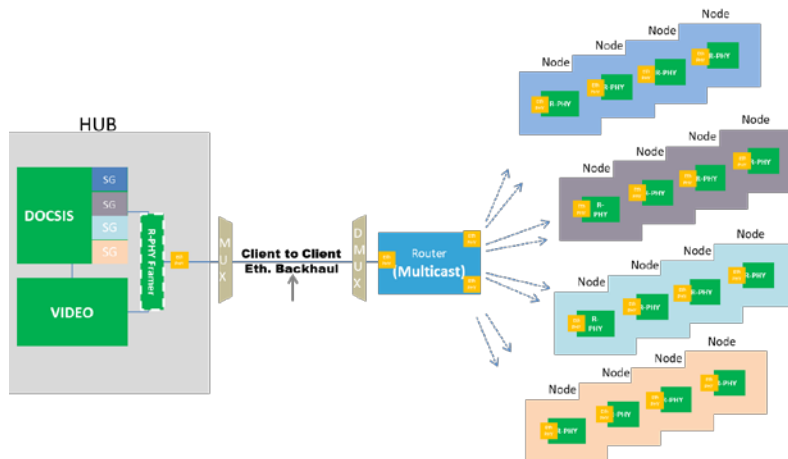 HUB
DOCSIS
SG
SG
SG
SG
VIDEO
R-PHY Framer
MUX
Client to Client
Eth. Backhaul
DMUX
Router
(Multicast)
Node
Node
Node
Node
R-PHY
R-PHY
R-PHY
R-PHY
Node
Node
Node
Node
R-
PHY
R-PHY
R-PHY
R-PHY
Node
Node
Node
Node
R-
PHY
R-PHY
R-PHY
R-PHY
Node
Node
Node
Node
R-PHY
R-PHY
R-PHY
R-PHY